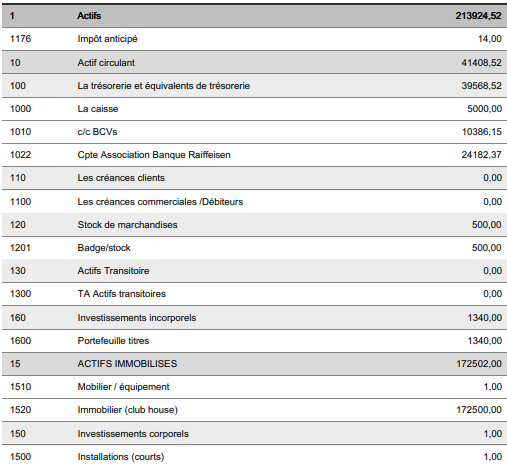 1 Actifs 213924,52
1176 Impôt anticipé 14,00
10 Actif circulant 41408,52
100 La trésorerie et équivalents de trésorerie 39568,52
1000 La caisse 5000,00
1010 c/c BCVs 10386,15
1022 Cpte Association Banque Raiffeisen 24182,37
110 Les créances clients 0,00
1100 Les créances commerciales /Débiteurs 0,00
120 Stock de marchandises 500,00
1201 Badge/stock 500,00
130 Actifs Transitoire 0,00
1300 TA Actifs transitoires 0,00
160 Investissements incorporels 1340,00
1600 Portefeuille titres 1340,00
15 ACTIFS IMMOBILISES 172502,00
1510 Mobilier / équipement 1,00
1520 Immobilier (club house) 172500,00
150 Investissements corporels 1,00
1500 Installations (courts) 1,00